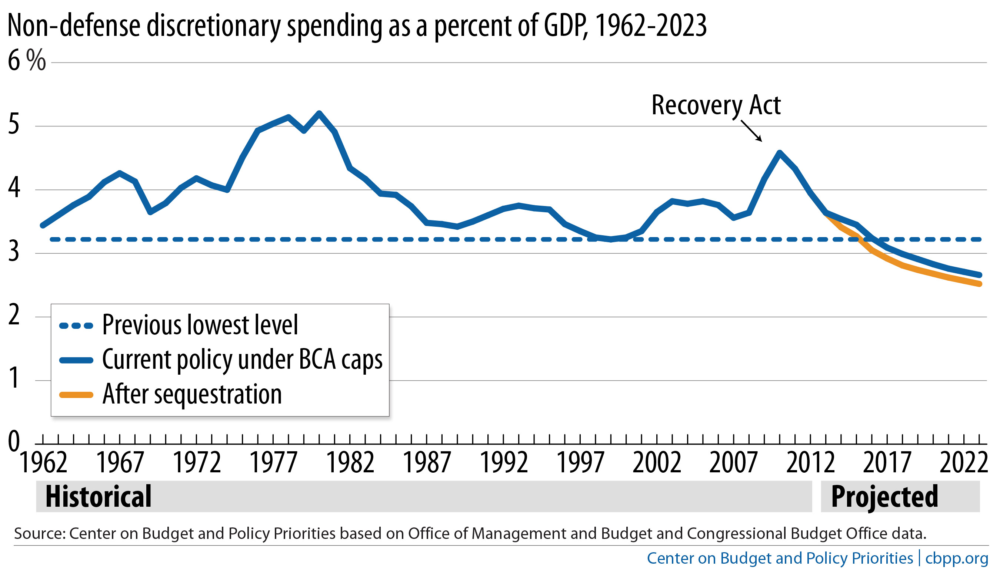 Non-defense discretionary spending as a percent of GDP, 1962–2023
6 %
Recovery Act
5
4
3
2
Previous lowest level
Current policy under BCA caps
1
After sequestration
0
1962 1967 1972 1977 1982 1987 1992 1997 2002 2007 2012 2017 2022
Historical Projected
Source: Center on Budget and Policy Priorities based on Office of Management and Budget and Congressional Budget Office data.
Center on Budget and Policy Priorities | cbpp.org